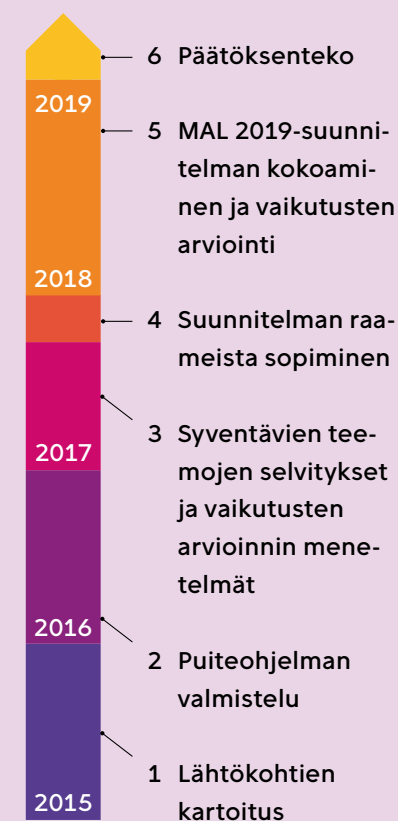 6 Päätöksenteko
2019
5 MAL 2019-suunni-
telman kokoami-
nen ja vaikutusten
arviointi
2018
4 Suunnitelman raa-
meista sopiminen
3 Syventävien tee-
mojen selvitykset
ja vaikutusten
arvioinnin mene-
telmät
2017
2016
2 Puiteohjelman
valmistelu
1 Lähtökohtien
kartoitus
2015